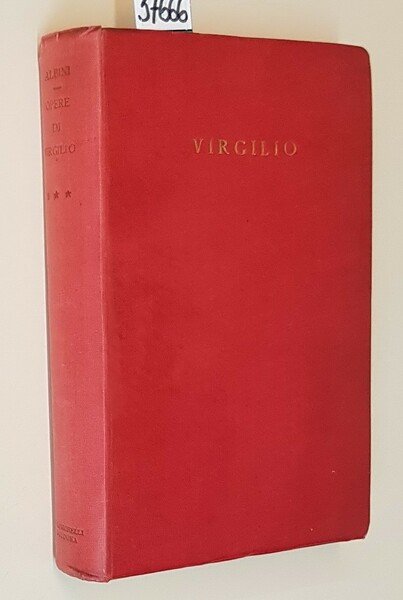 37666
ALBINI
OPERE
DI
VIRGILIO
* * *
VIRGILIO
ZANICHELLI
BOLOGNA